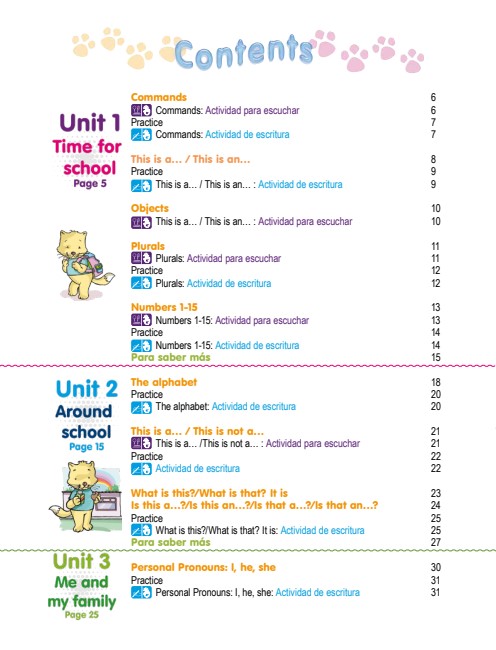 Contents
Unit 1
Time for
school
Page 5
Commands 6
Commands: Actividad para escuchar 6
Practice 7
Commands: Actividad de escritura 7
This is a... / This is an... 8
Practice 9
This is a... / This is an... : Actividad de escritura 9
Objects 10
This is a... / This is an... : Actividad para escuchar 10
Plurals 11
Plurals: Actividad para escuchar 11
Practice 12
Plurals: Actividad de escritura 12
Numbers 1-15 13
Numbers 1-15: Actividad para escuchar 13
Practice 14
Numbers 1-15: Actividad de escritura 14
Para saber más 15
Unit 2
Around
school
Page 15
The alphabet 18
Practice 20
The alphabet: Actividad de escritura 20
This is a... / This is not a... 21
This is a... /This is not a... : Actividad para escuchar 21
Practice 22
Actividad de escritura 22
What is this?/What is that? It is 23
Is this a...?/Is this an...?/Is that a...?/Is that an...? 24
Practice 25
What is this?/What is that? It is: Actividad de escritura 25
Para saber más 27
Unit 3
Me and
my family
Page 25
Personal Pronouns: I, he, she 30
Practice 31
Personal Pronouns: I, he, she: Actividad de escritura 31